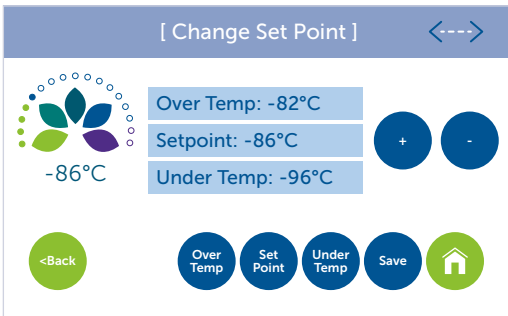 [ Change Set Point ]
Over Temp: -82°C
Setpoint: -86°C
Under Temp: -96°C
-86°C
+
-
<Back
Over
Temp
Set
Point
Under
Temp
Save